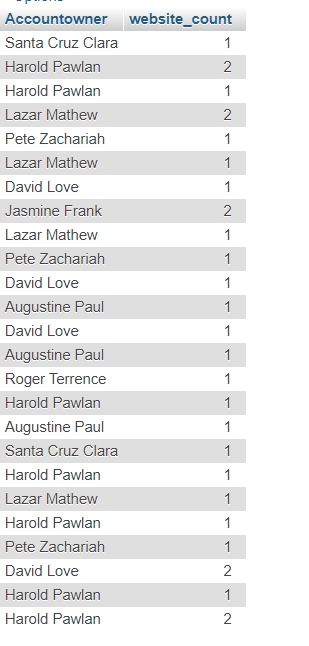 Accountowner website_count
Santa Cruz Clara 1
Harold Pawlan 2
Harold Pawlan 1
Lazar Mathew 2
Pete Zachariah 1
Lazar Mathew 1
David Love 1
Jasmine Frank 2
Lazar Mathew 1
Pete Zachariah 1
David Love 1
Augustine Paul 1
David Love 1
Augustine Paul 1
Roger Terrence 1
Harold Pawlan 1
Augustine Paul 1
Santa Cruz Clara 1
Harold Pawlan 1
Lazar Mathew 1
Harold Pawlan 1
Pete Zachariah 1
David Love 2
Harold Pawlan 1
Harold Pawlan 2